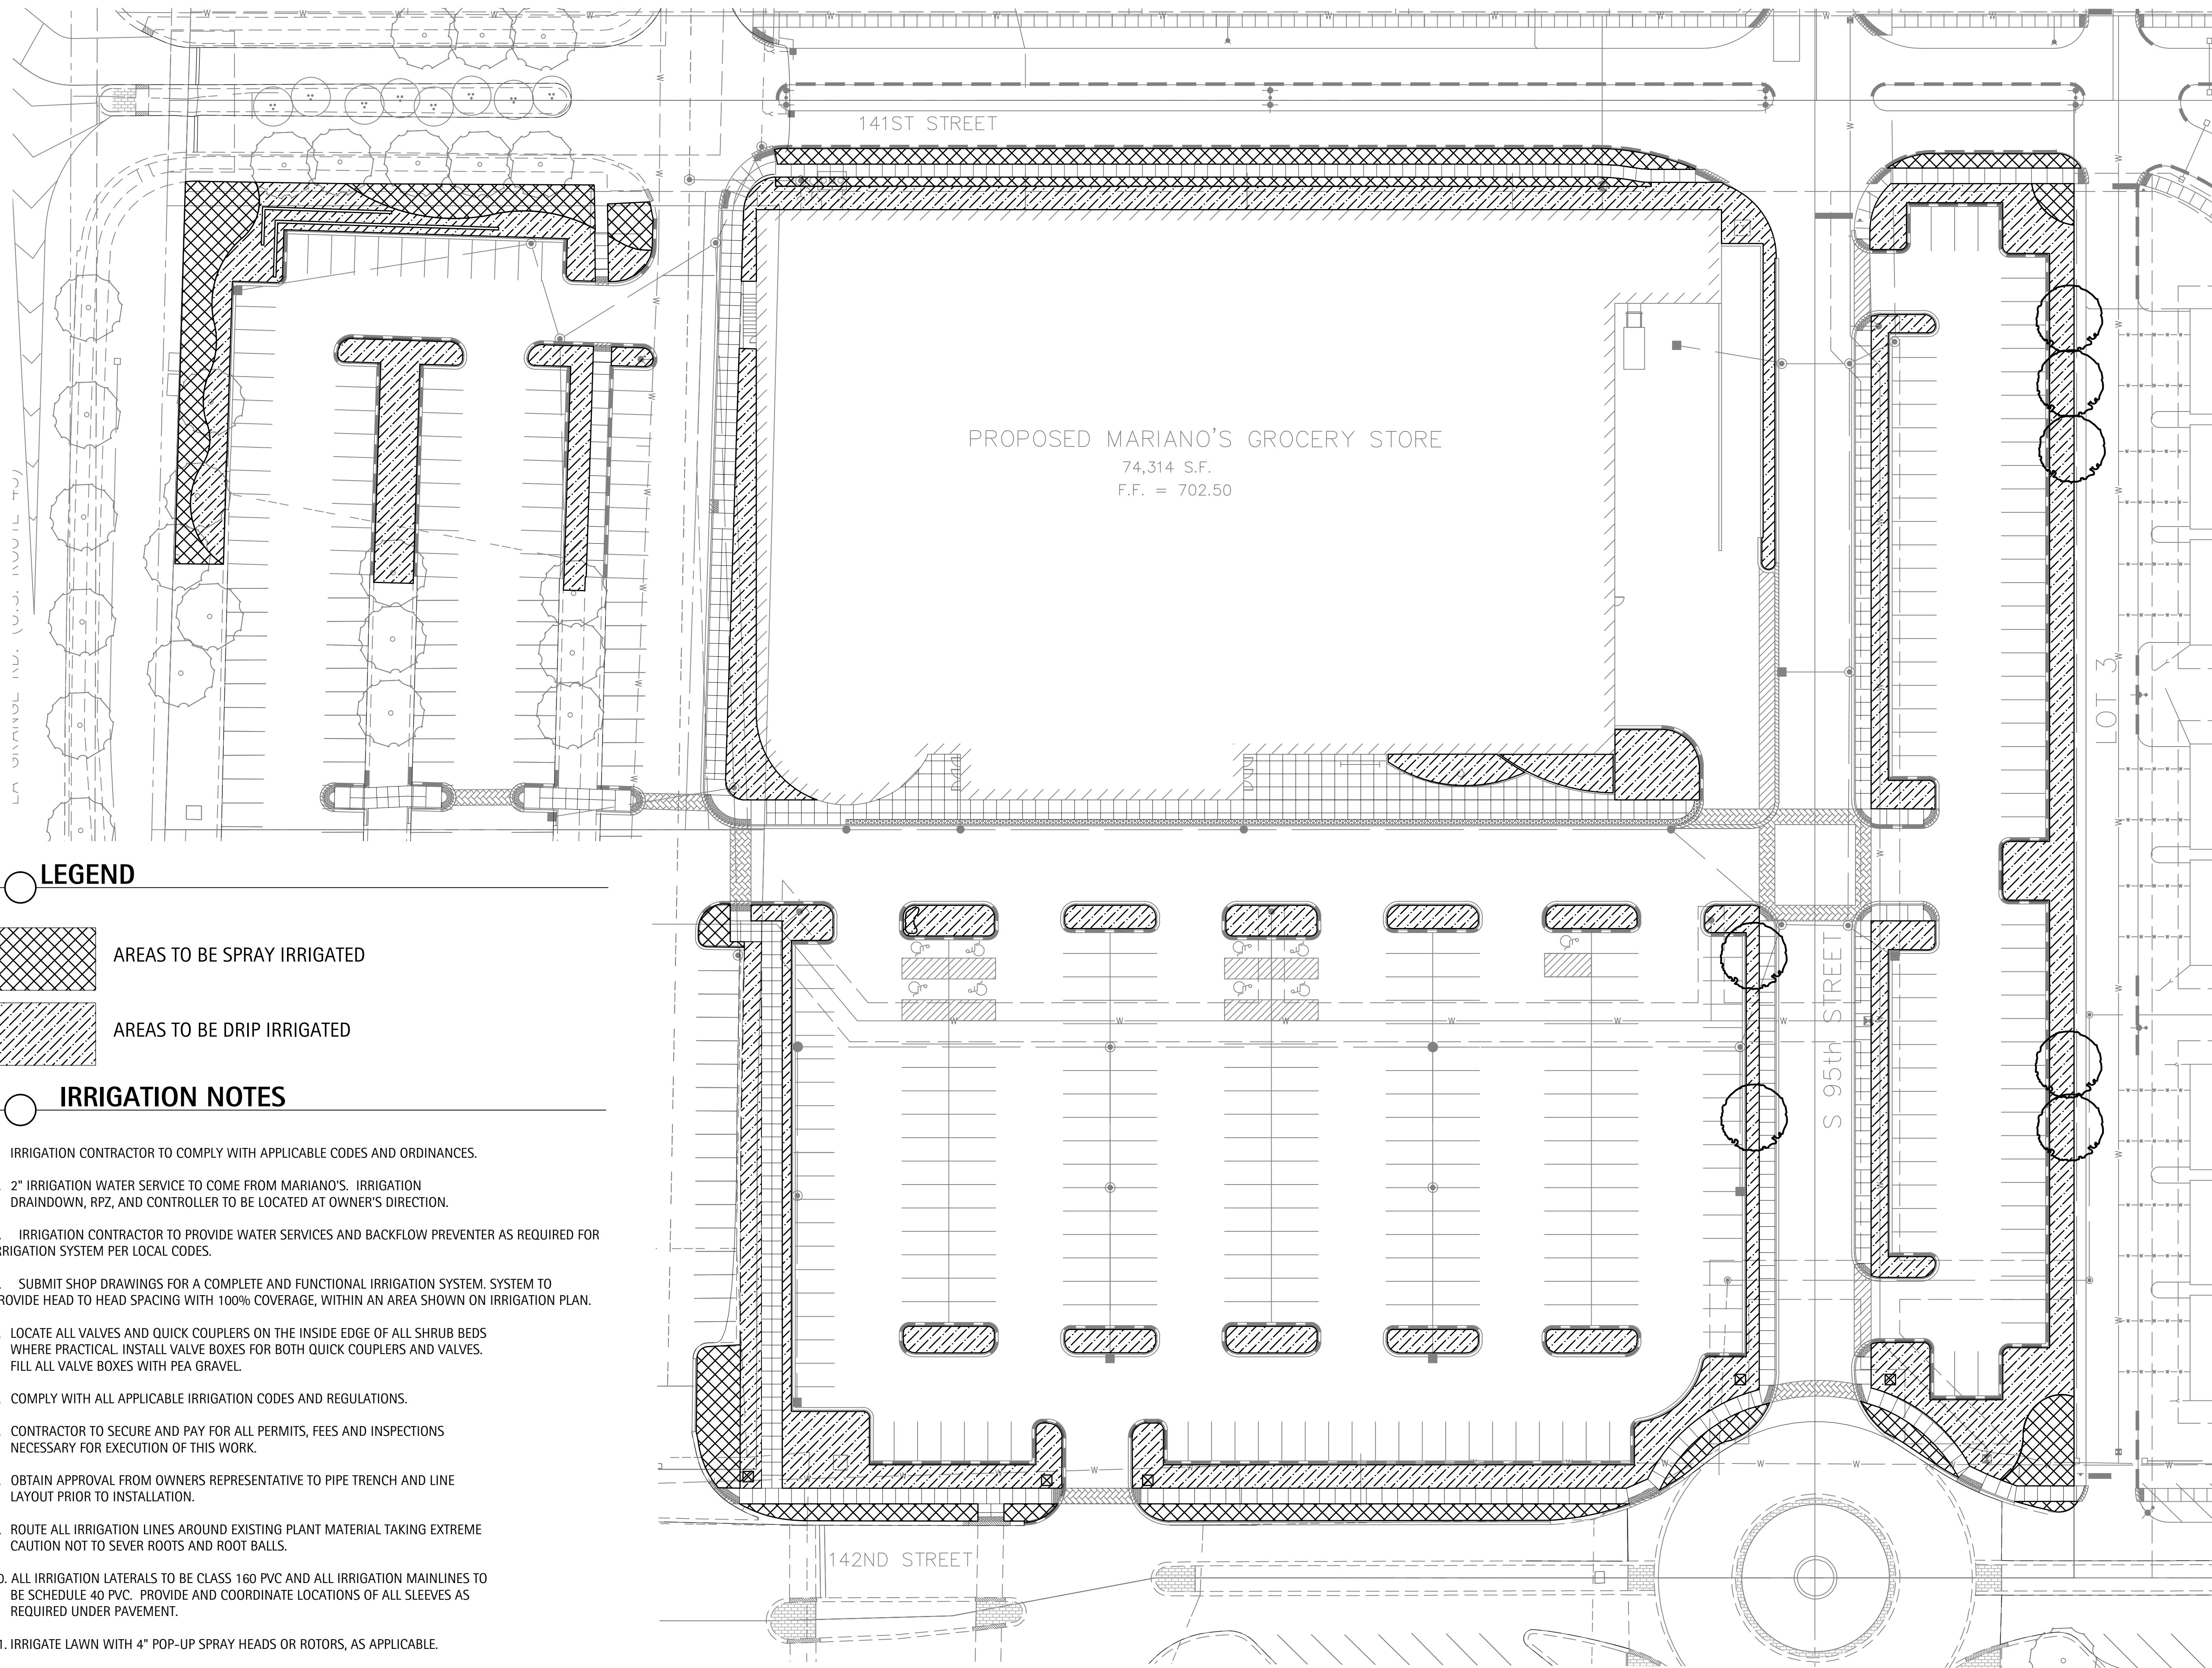 141ST STREET
PROPOSED MARIANO'S GROCERY STORE
74,314 S.F.
F.F. = 702.50
LOT 3
S 95th STREET
142ND STREET
LEGEND
AREAS TO BE SPRAY IRRIGATED
AREAS TO BE DRIP IRRIGATED
IRRIGATION NOTES
IRRIGATION CONTRACTOR TO COMPLY WITH APPLICABLE CODES AND ORDINANCES.
2" IRRIGATION WATER SERVICE TO COME FROM MARIANO'S. IRRIGATION
DRAINDOWN, RPZ, AND CONTROLLER TO BE LOCATED AT OWNER'S DIRECTION.
IRRIGATION CONTRACTOR TO PROVIDE WATER SERVICES AND BACKFLOW PREVENTER AS REQUIRED FOR
RRIGATION SYSTEM PER LOCAL CODES.
SUBMIT SHOP DRAWINGS FOR A COMPLETE AND FUNCTIONAL IRRIGATION SYSTEM. SYSTEM TO
ROVIDE HEAD TO HEAD SPACING WITH 100% COVERAGE, WITHIN AN AREA SHOWN ON IRRIGATION PLAN.
LOCATE ALL VALVES AND QUICK COUPLERS ON THE INSIDE EDGE OF ALL SHRUB BEDS
WHERE PRACTICAL. INSTALL VALVE BOXES FOR BOTH QUICK COUPLERS AND VALVES.
FILL ALL VALVE BOXES WITH PEA GRAVEL.
COMPLY WITH ALL APPLICABLE IRRIGATION CODES AND REGULATIONS.
CONTRACTOR TO SECURE AND PAY FOR ALL PERMITS, FEES AND INSPECTIONS
NECESSARY FOR EXECUTION OF THIS WORK.
OBTAIN APPROVAL FROM OWNERS REPRESENTATIVE TO PIPE TRENCH AND LINE
LAYOUT PRIOR TO INSTALLATION.
ROUTE ALL IRRIGATION LINES AROUND EXISTING PLANT MATERIAL TAKING EXTREME
CAUTION NOT TO SEVER ROOTS AND ROOT BALLS.
0. ALL IRRIGATION LATERALS TO BE CLASS 160 PVC AND ALL IRRIGATION MAINLINES TO
BE SCHEDULE 40 PVC. PROVIDE AND COORDINATE LOCATIONS OF ALL SLEEVES AS
REQUIRED UNDER PAVEMENT.
1. IRRIGATE LAWN WITH 4" POP-UP SPRAY HEADS OR ROTORS, AS APPLICABLE.